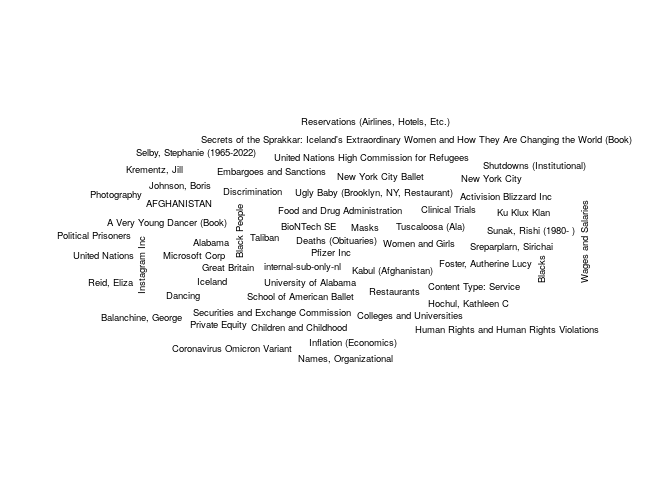 Reservations (Airlines, Hotels, Etc.)
Secrets of the Sprakkar: Iceland's Extraordinary Women and How They Are Changing the World (Book)
Selby, Stephanie (1965-2022)
United Nations High Commission for Refugees
Shutdowns (Institutional)
Krementz, Jill
Embargoes and Sanctions
New York City Ballet
New York City
Johnson, Boris
Discrimination
Ugly Baby (Brooklyn, NY, Restaurant)
Activision Blizzard Inc
Photography
AFGHANISTAN
Food and Drug Administration
Clinical Trials
Ku Klux Klan
A Very Young Dancer (Book)
Black People
BioNTech SE
Masks
Tuscaloosa (Ala)
Sunak, Rishi (1980- )
Wages and Salaries
Political Prisoners
Alabama
Taliban
Deaths (Obituaries)
Women and Girls
Sreparplarn, Sirichai
United Nations
Instagram Inc
Microsoft Corp
Pfizer Inc
Great Britain
internal-sub-only-nl
Kabul (Afghanistan)
Foster, Autherine Lucy
Blacks
Reid, Eliza
Iceland
University of Alabama
Restaurants
Content Type: Service
Dancing
School of American Ballet
Hochul, Kathleen C
Balanchine, George
Securities and Exchange Commission
Colleges and Universities
Private Equity
Children and Childhood
Human Rights and Human Rights Violations
Coronavirus Omicron Variant
Inflation (Economics)
Names, Organizational